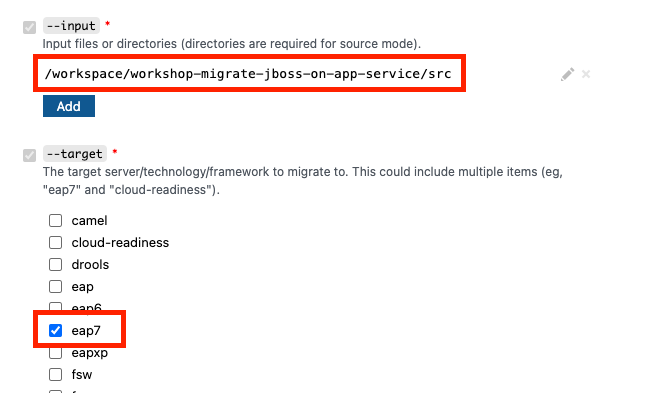 --input *
Input files or directories (directories are required for source mode).
/workspace/workshop-migrate-jboss-on-app-service/src
Add
--target *
The target server/technology/framework to migrate to. This could include multiple items (eg,
"eap7" and "cloud-readiness").
camel
cloud-readiness
drools
eap
eap6
eap7
eapxp
fsw